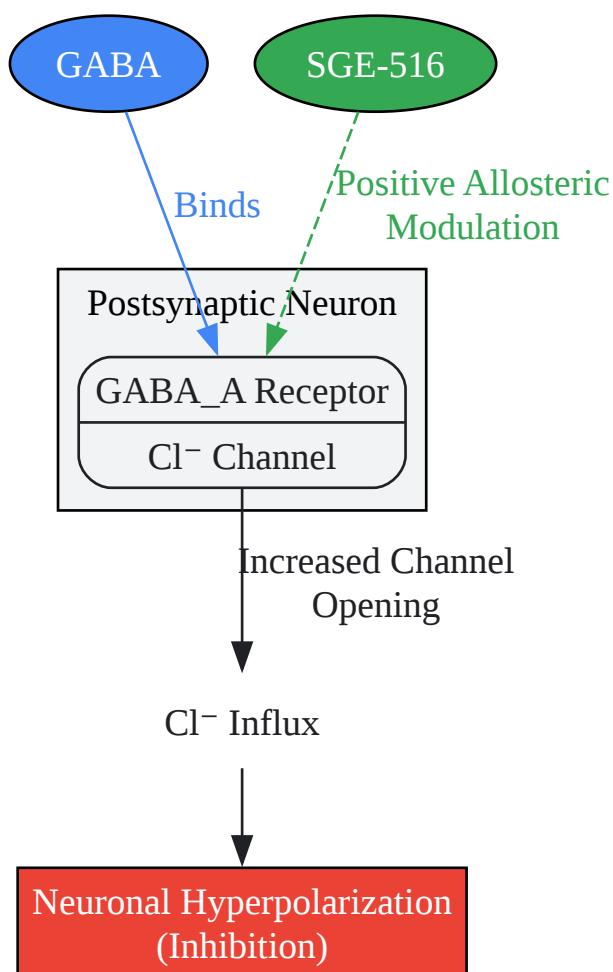 GABA
SGE-516
Binds
Positive Allosteric
Modulation
Postsynaptic Neuron
GABA_A Receptor
Cl⁻ Channel
Increased Channel
Opening
Cl⁻ Influx
Neuronal Hyperpolarization
(Inhibition)